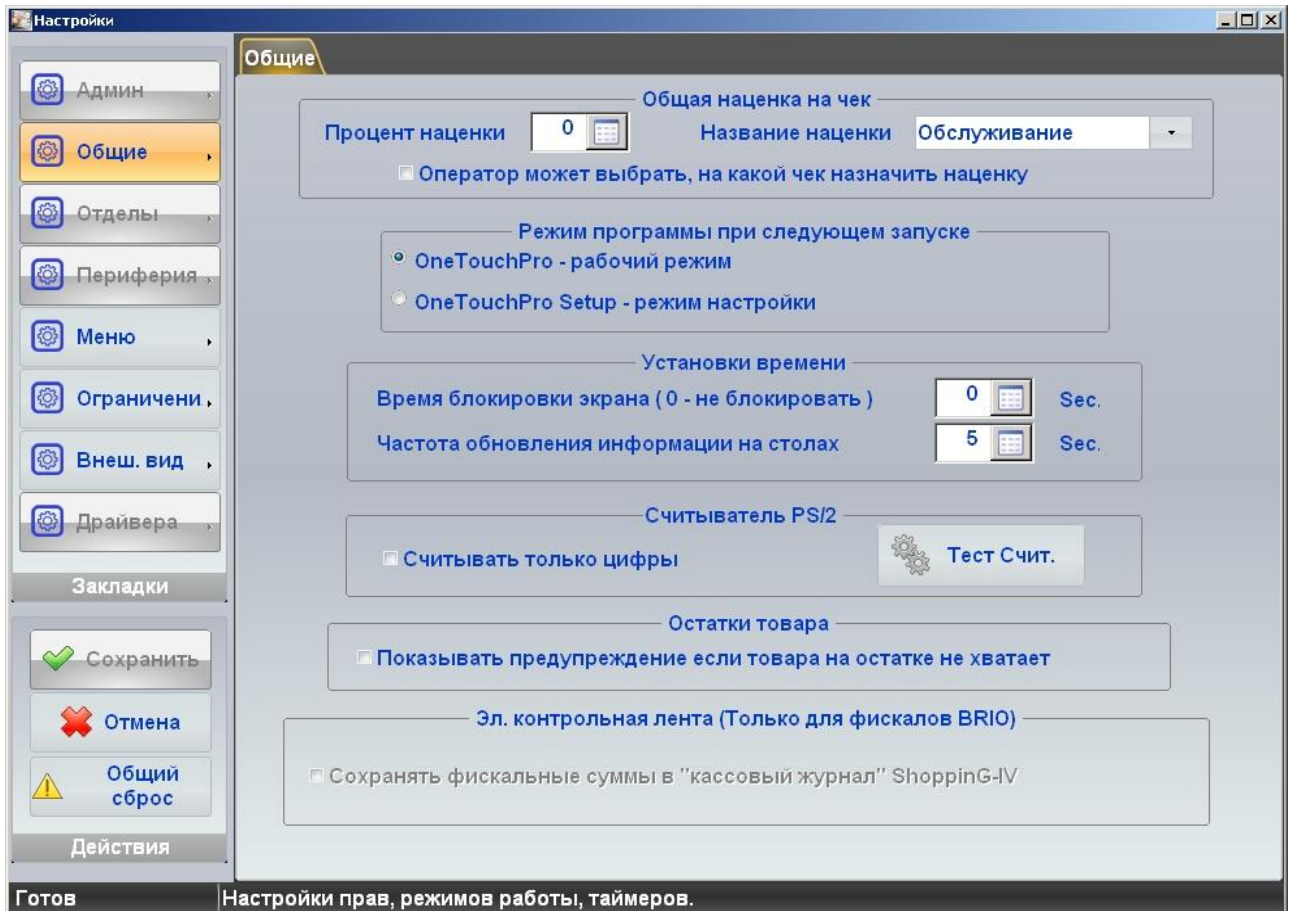 Настройки
Админ
Общие
Отделы
Периферия
Меню
Ограничени
Внеш. вид
Драйвера
Закладки
Сохранить
Отмена
Общий
сброс
Действия
Общие
Общая наценка на чек
Процент наценки 0 Название наценки Обслуживание
Оператор может выбрать, на какой чек назначить наценку
Режим программы при следующем запуске
OneTouchPro - рабочий режим
OneTouchPro Setup - режим настройки
Установки времени
Время блокировки экрана ( 0 - не блокировать ) 0 Sec.
Частота обновления информации на столах 5 Sec.
Считыватель PS/2
Считывать только цифры Тест Счит.
Остатки товара
Показывать предупреждение если товара на остатке не хватает
Эл. контрольная лента (Только для фискалов BRIO)
Сохранять фискальные суммы в "кассовый журнал" ShoppinG-IV
Готов Настройки прав, режимов работы, таймеров.